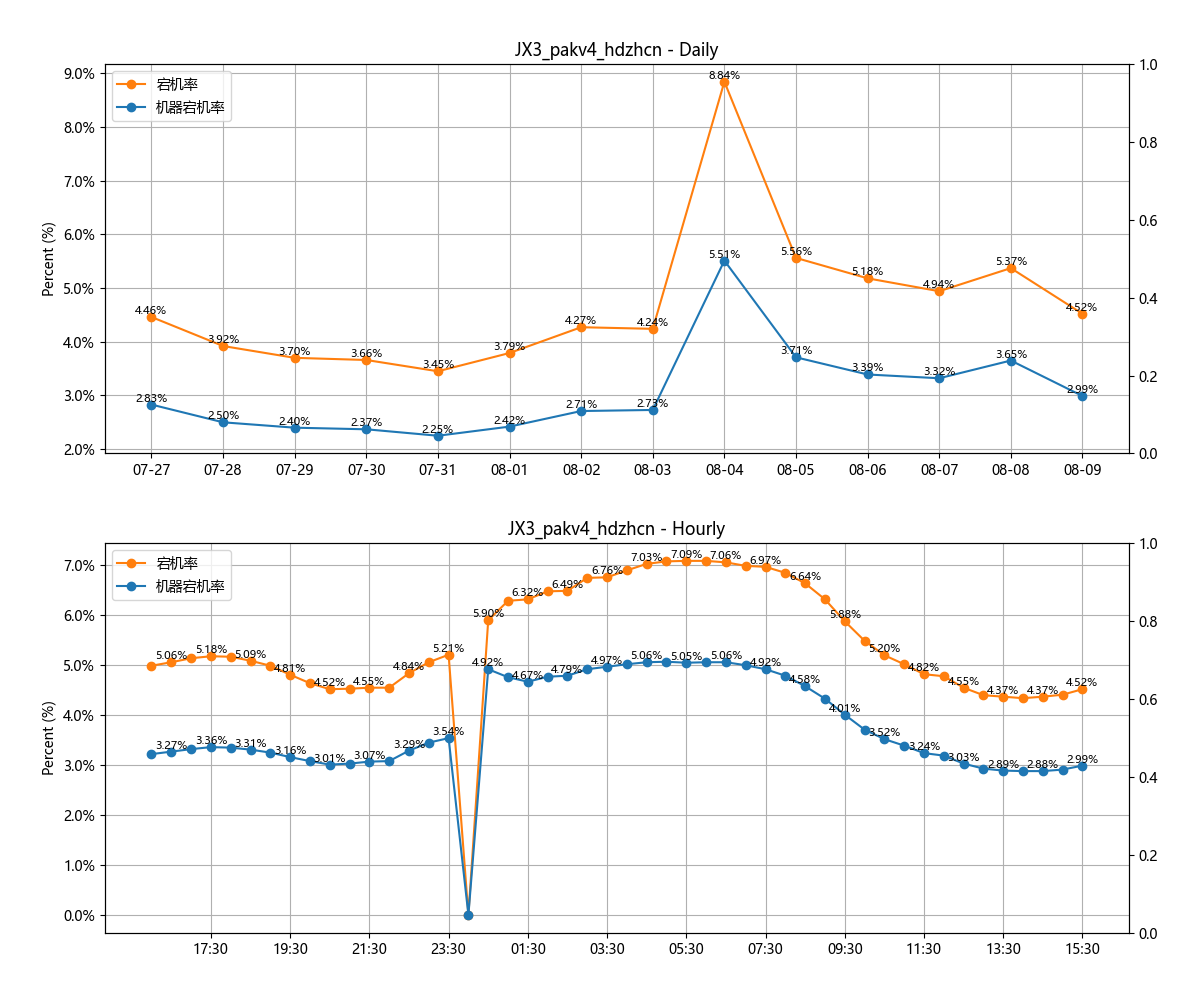 JX3_pakv4_hdzhcn - Daily
宕机率
机器宕机率
Percent (%)
9.0%
8.0%
7.0%
6.0%
5.0%
4.0%
3.0%
2.0%
1.0
0.8
0.6
0.4
0.2
0.0
4.46% 3.92% 3.70% 3.66% 3.45% 3.79% 4.27% 4.24% 8.84% 5.56% 5.18% 4.94% 5.37% 4.52%
2.83% 2.50% 2.40% 2.37% 2.25% 2.42% 2.71% 2.73% 5.51% 3.71% 3.39% 3.32% 3.65% 2.99%
07-27 07-28 07-29 07-30 07-31 08-01 08-02 08-03 08-04 08-05 08-06 08-07 08-08 08-09
JX3_pakv4_hdzhcn - Hourly
宕机率
机器宕机率
Percent (%)
7.0%
6.0%
5.0%
4.0%
3.0%
2.0%
1.0%
0.0%
1.0
0.8
0.6
0.4
0.2
0.0
5.06% 5.18% 5.09% 4.81% 4.52% 4.55% 4.84% 5.21% 5.90% 6.32% 6.49% 6.76% 7.03% 7.09% 7.06% 6.97% 6.64% 5.88% 5.20% 4.82% 4.55% 4.37% 4.37% 4.52%
3.27% 3.36% 3.31% 3.16% 3.01% 3.07% 3.29% 3.54% 4.92% 4.67% 4.79% 4.97% 5.06% 5.05% 5.06% 4.92% 4.58% 4.01% 3.52% 3.24% 3.03% 2.89% 2.88% 2.99%
17:30 19:30 21:30 23:30 01:30 03:30 05:30 07:30 09:30 11:30 13:30 15:30